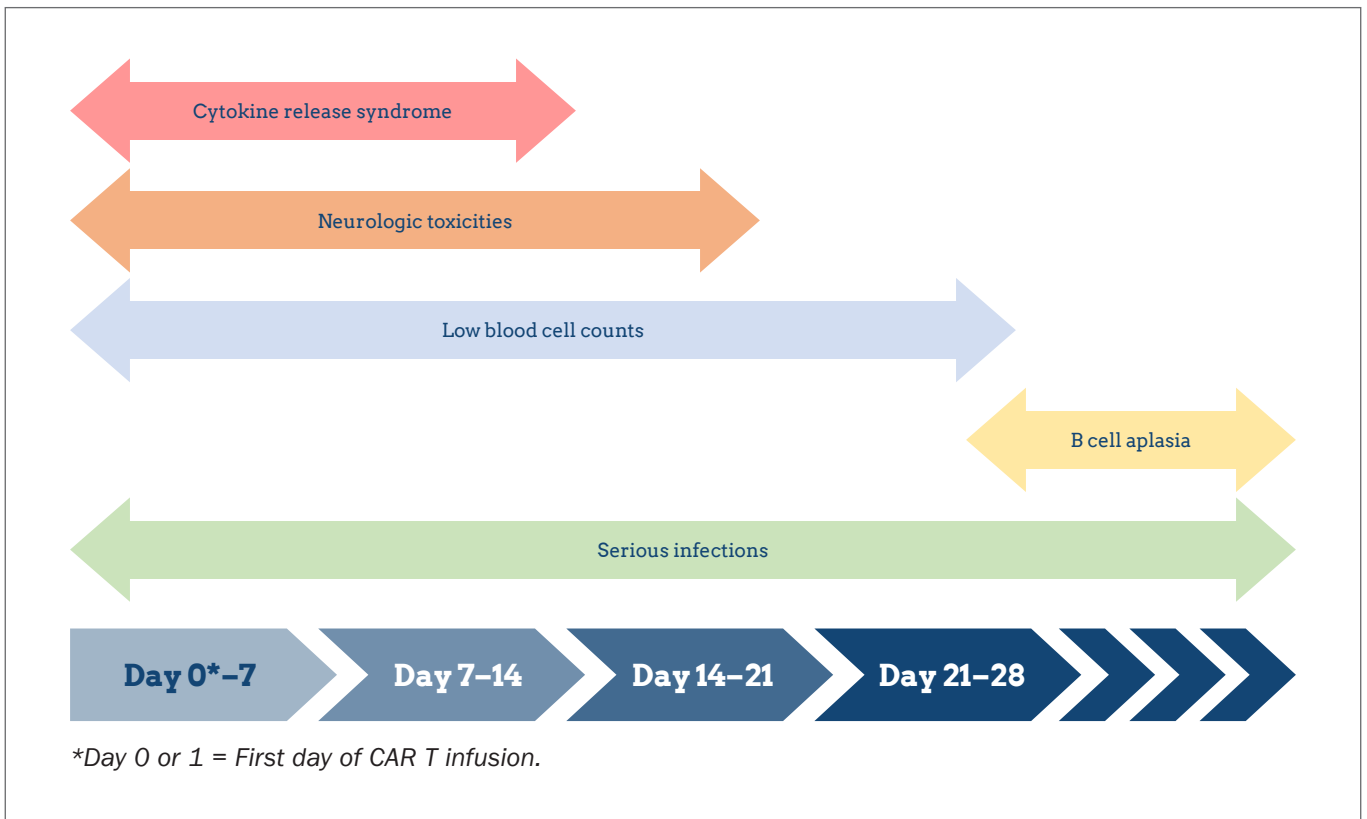 Cytokine release syndrome
Neurologic toxicities
Low blood cell counts
B cell aplasia
Serious infections
Day 0*–7
Day 7–14
Day 14–21
Day 21–28
*Day 0 or 1 = First day of CAR T infusion.